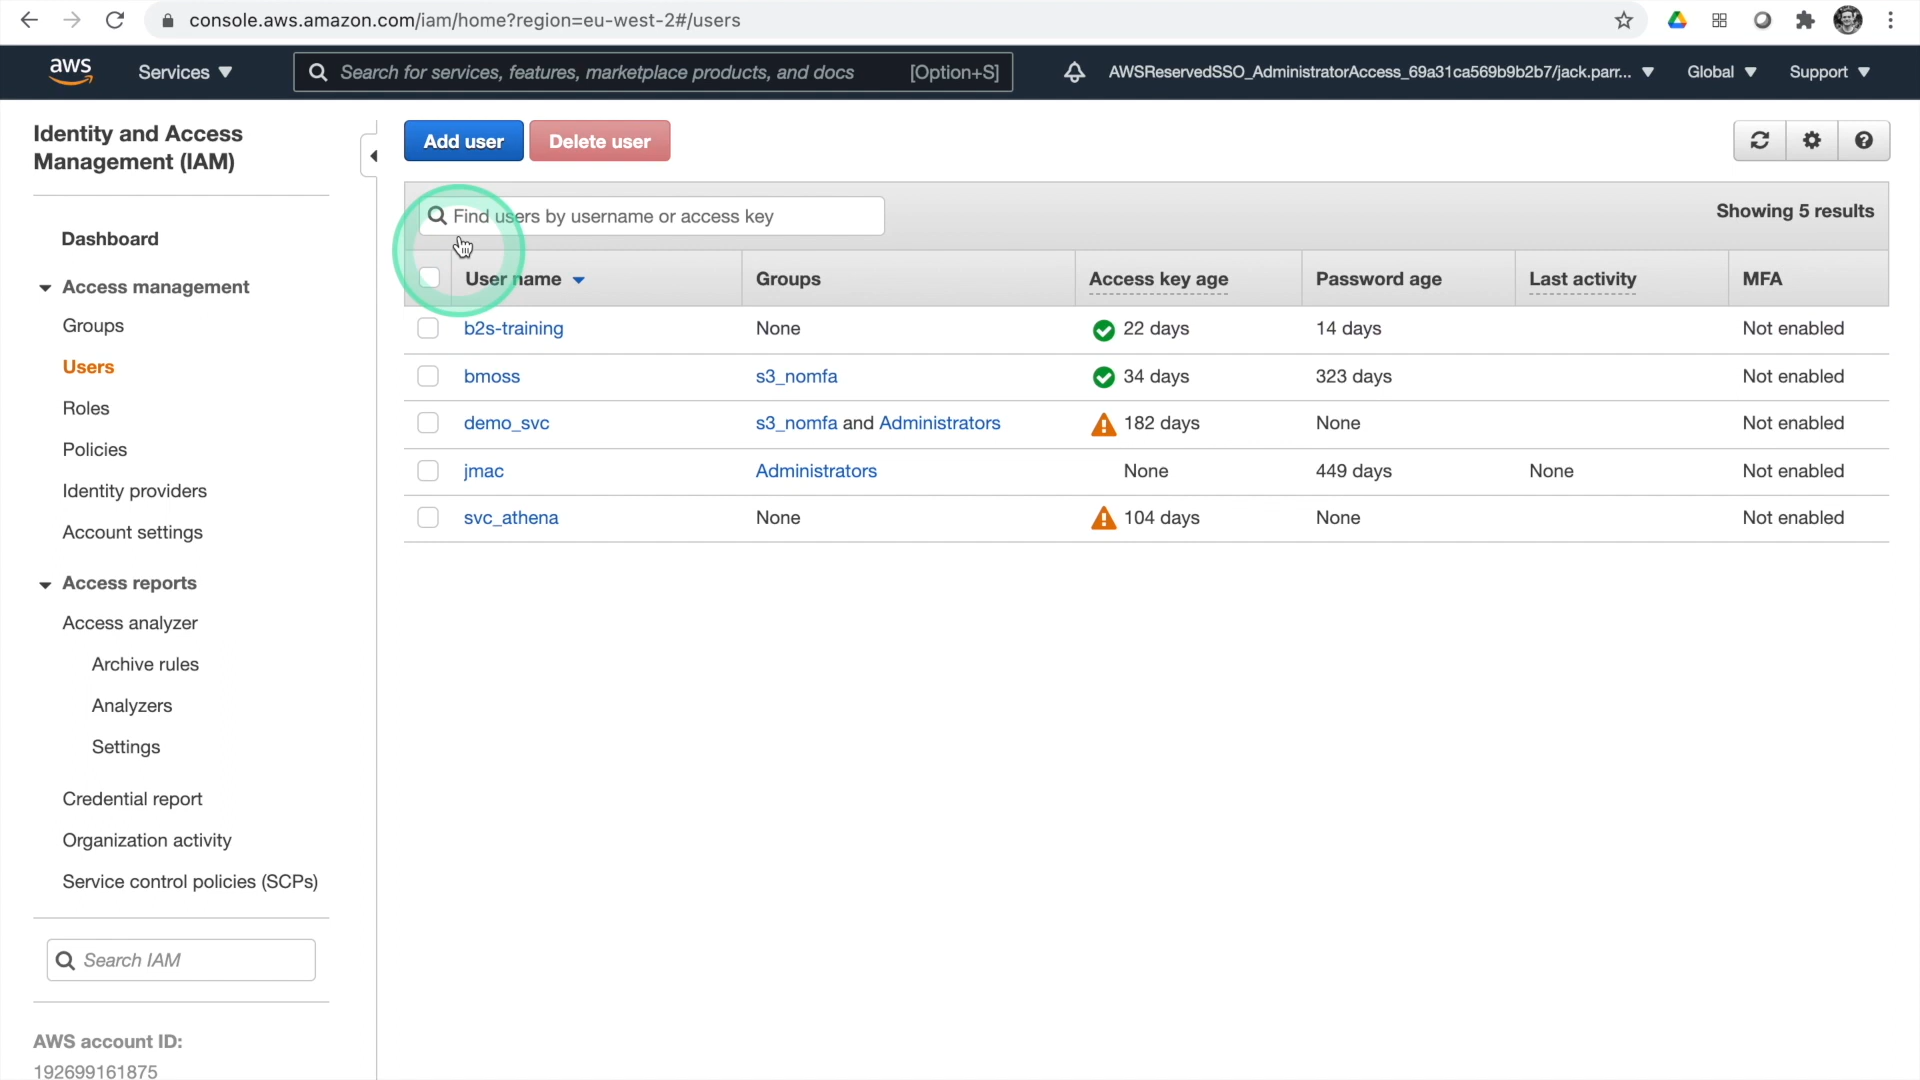 console.aws.amazon.com/iam/home?region=eu-west-2#/users
aws
Services
Search for services, features, marketplace products, and docs
[Option+S]
AWSReservedSSO_AdministratorAccess_69a31ca569b9b2b7/jack.parr...
Global
Support
Identity and Access
Management (IAM)
Dashboard
Access management
Groups
Users
Roles
Policies
Identity providers
Account settings
Access reports
Access analyzer
Archive rules
Analyzers
Settings
Credential report
Organization activity
Service control policies (SCPs)
Search IAM
AWS account ID:
192699161875
Add user
Delete user
Find users by username or access key
Showing 5 results
User name Groups Access key age Password age Last activity MFA
b2s-training None 22 days 14 days Not enabled
bmoss s3_nomfa 34 days 323 days Not enabled
demo_svc s3_nomfa and Administrators 182 days None Not enabled
jmac Administrators None 449 days None Not enabled
svc_athena None 104 days None Not enabled